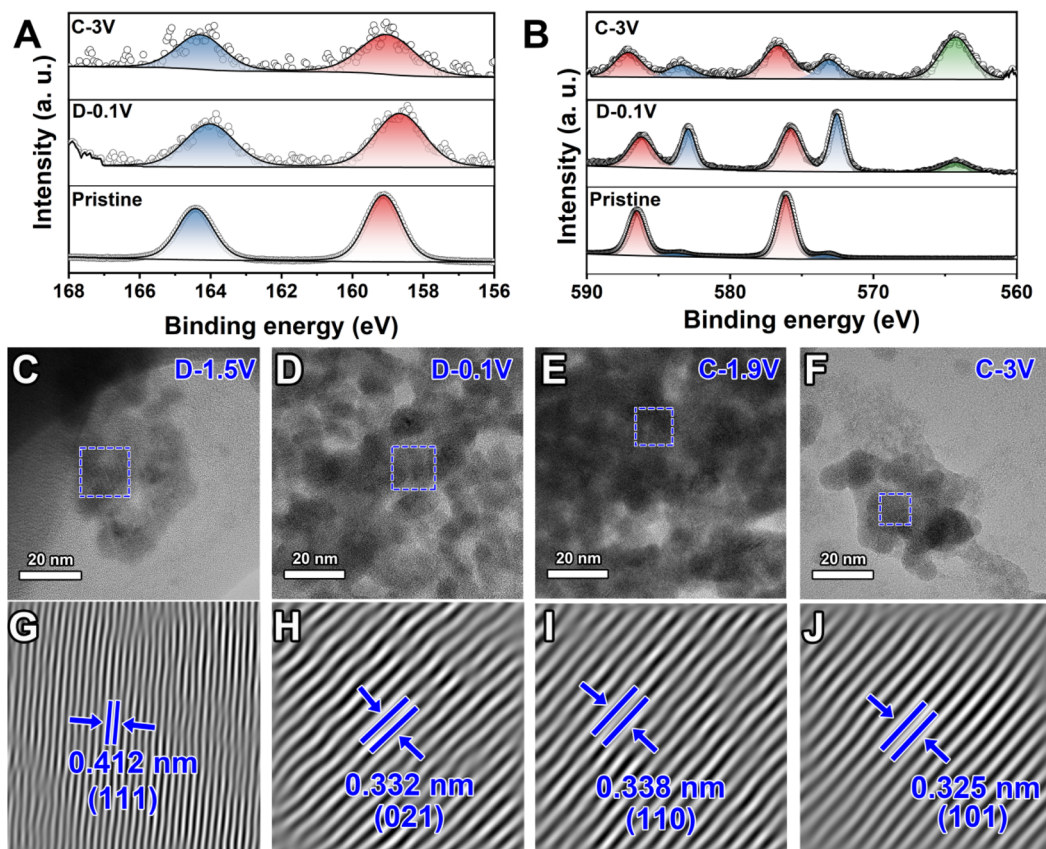 A
C-3V
D-0.1V
Pristine
Intensity (a. u.)
168 166 164 162 160 158 156
Binding energy (eV)
B
C-3V
D-0.1V
Pristine
Intensity (a. u.)
590 580 570 560
Binding energy (eV)
C
D-1.5V
20 nm
D
D-0.1V
20 nm
E
C-1.9V
20 nm
F
C-3V
20 nm
G
0.412 nm
(111)
H
0.332 nm
(021)
I
0.338 nm
(110)
J
0.325 nm
(101)